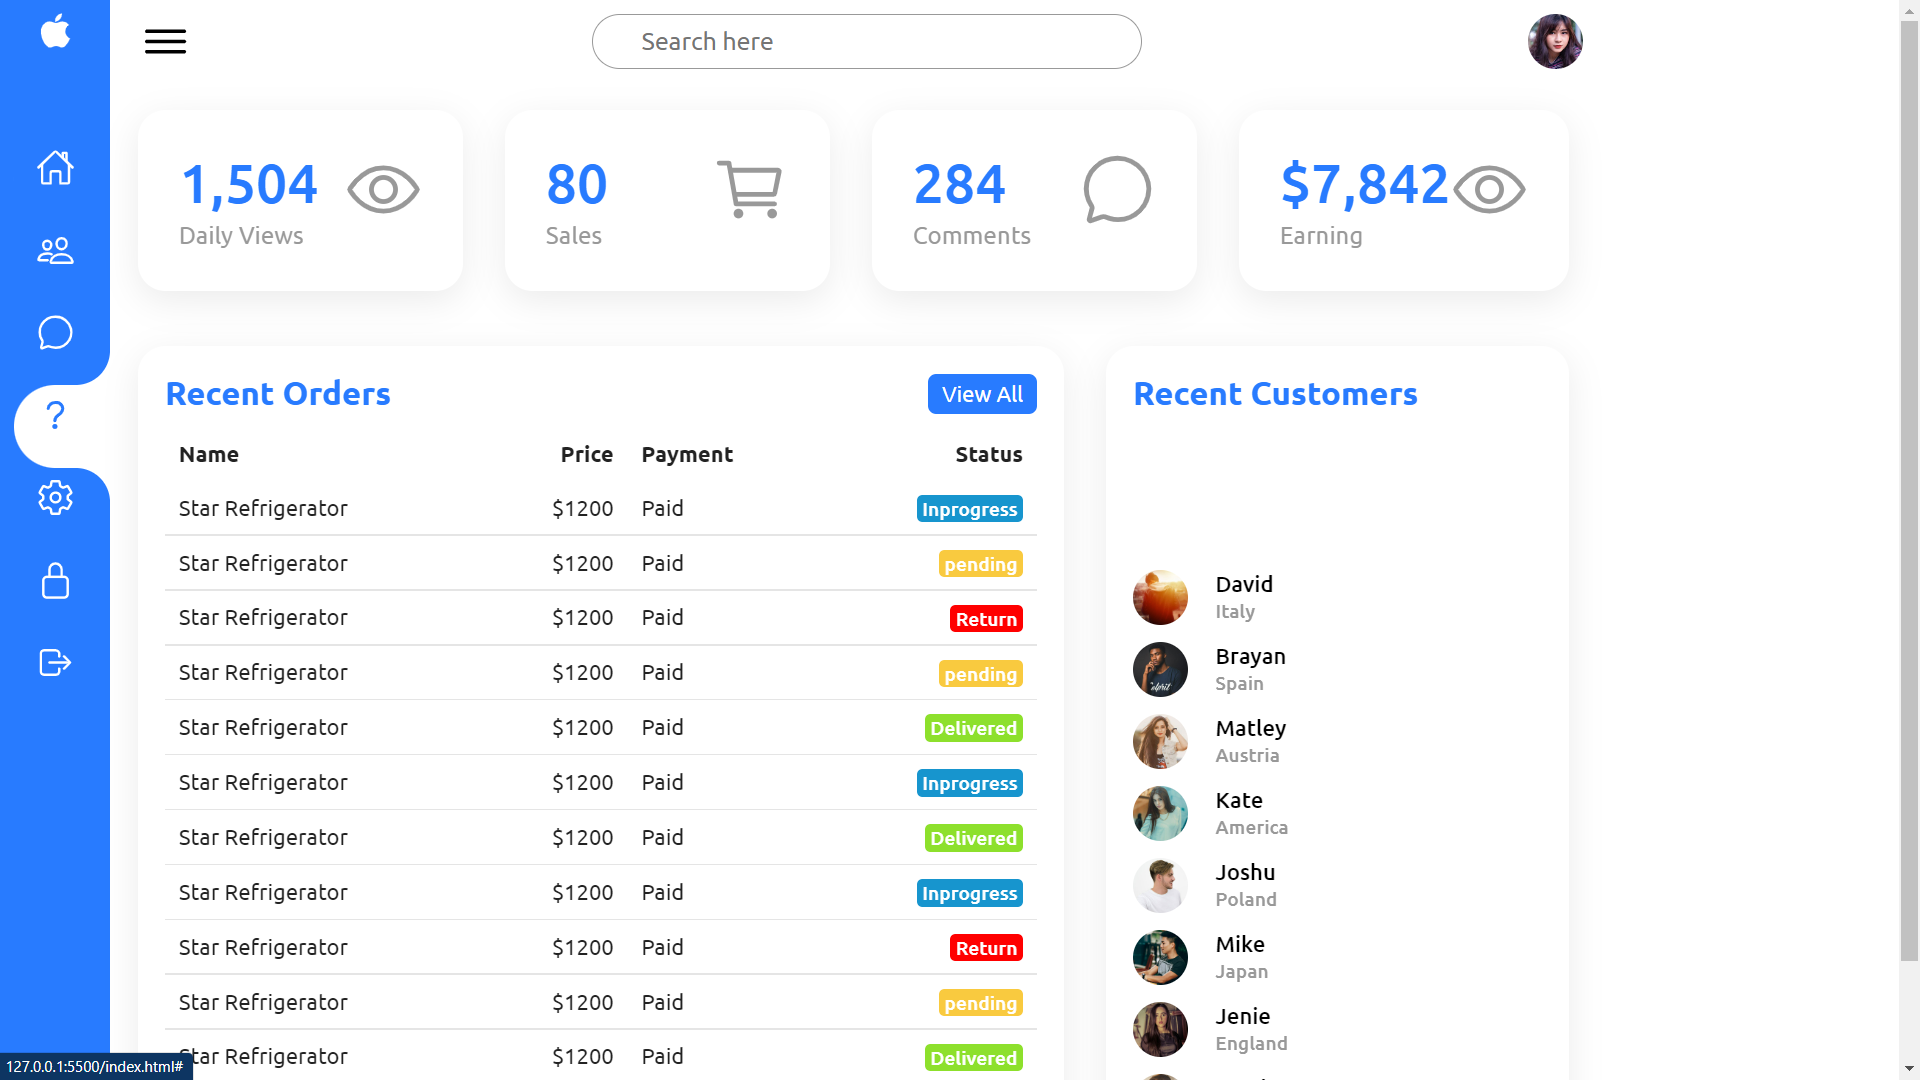 Search here
1,504
Daily Views
80
Sales
284
Comments
$7,842
Earning
Recent Orders
View All
Name Price Payment Status
Star Refrigerator $1200 Paid Inprogress
Star Refrigerator $1200 Paid pending
Star Refrigerator $1200 Paid Return
Star Refrigerator $1200 Paid pending
Star Refrigerator $1200 Paid Delivered
Star Refrigerator $1200 Paid Inprogress
Star Refrigerator $1200 Paid Delivered
Star Refrigerator $1200 Paid Inprogress
Star Refrigerator $1200 Paid Return
Star Refrigerator $1200 Paid pending
Star Refrigerator $1200 Paid Delivered
Recent Customers
David
Italy
Brayan
Spain
Matley
Austria
Kate
America
Joshu
Poland
Mike
Japan
Jenie
England
?
127.0.0.1:5500/index.html#